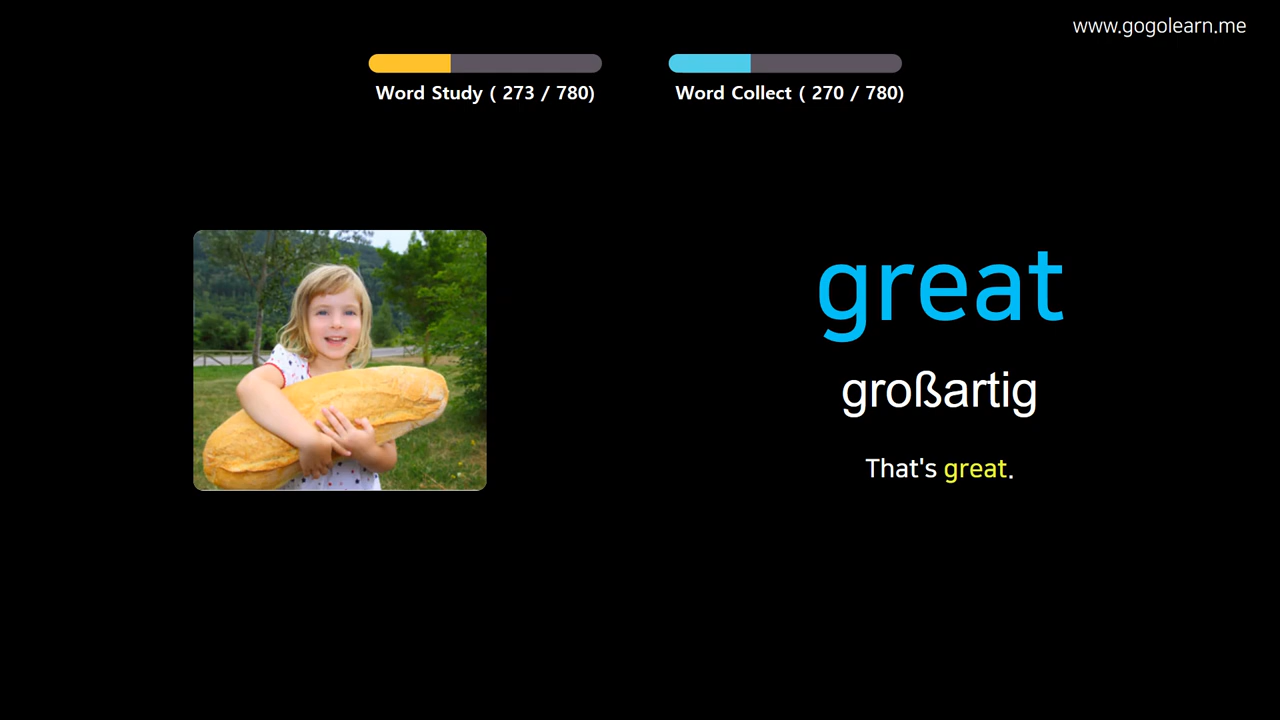 www.gogolearn.me
Word Study ( 273 / 780)
Word Collect ( 270 / 780)
great
großartig
That's great.